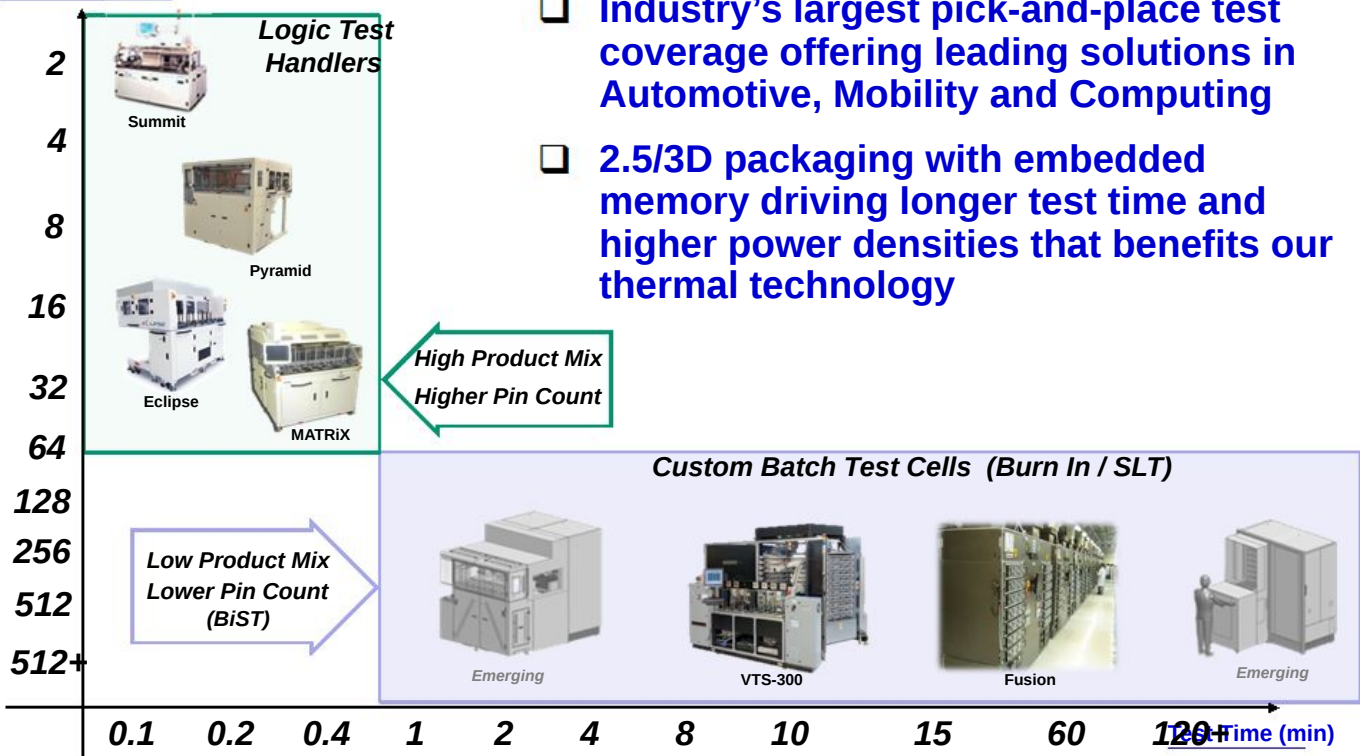 Logic Test
Handlers
Industry's largest pick-and-place test
coverage offering leading solutions in
Automotive, Mobility and Computing
2.5/3D packaging with embedded
memory driving longer test time and
higher power densities that benefits our
thermal technology
2
4
8
16
32
64
128
256
512
512+
Summit
Pyramid
Eclipse
MATRiX
High Product Mix
Higher Pin Count
Custom Batch Test Cells (Burn In / SLT)
Low Product Mix
Lower Pin Count
(BiST)
Emerging
VTS-300
Fusion
Emerging
0.1 0.2 0.4 1 2 4 8 10 15 60 120+
Test Time (min)